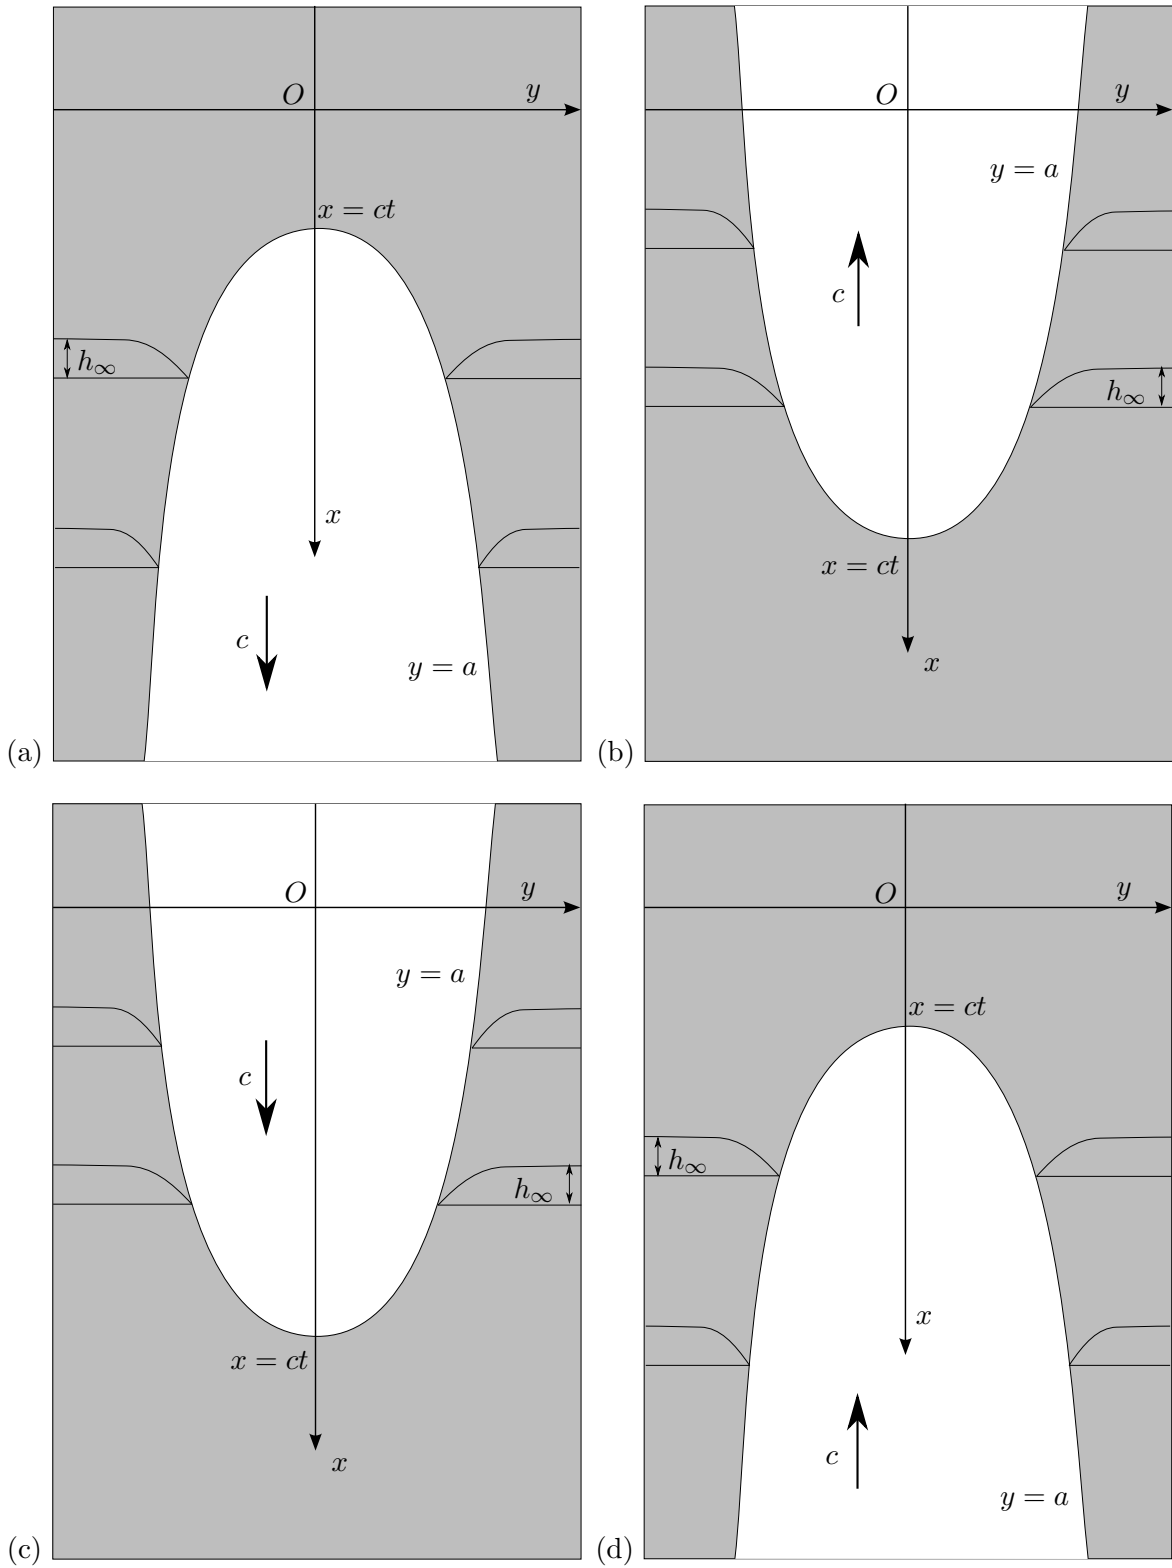 O y
x = ct
h∞
x
c
y = a
(a)
O y
y = a
c
h∞
x = ct
x
(b)
O y
y = a
c
h∞
x = ct
x
(c)
O y
x = ct
h∞
x
c
y = a
(d)